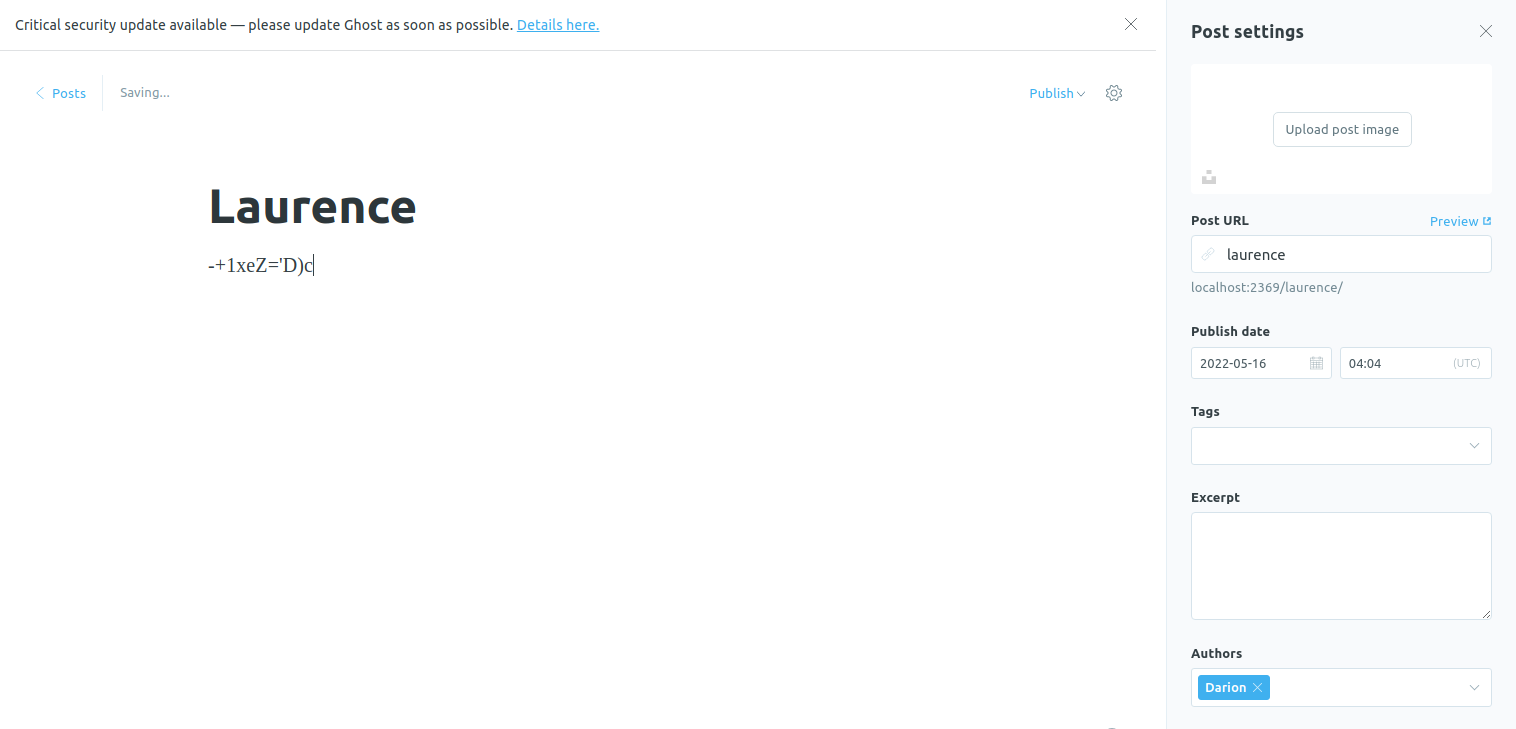 Critical security update available — please update Ghost as soon as possible. Details here.
Posts
Saving...
Publish
Laurence
-+1xeZ='D)c
Post settings
Upload post image
Post URL
Preview
laurence
localhost:2369/laurence/
Publish date
2022-05-16
04:04
(UTC)
Tags
Excerpt
Authors
Darion